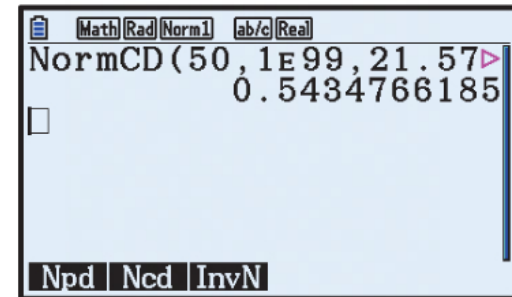 Math Rad Norm1 ab/c Real
NormCD(50,1E99,21.57▷
0.5434766185
Npd Ncd InvN